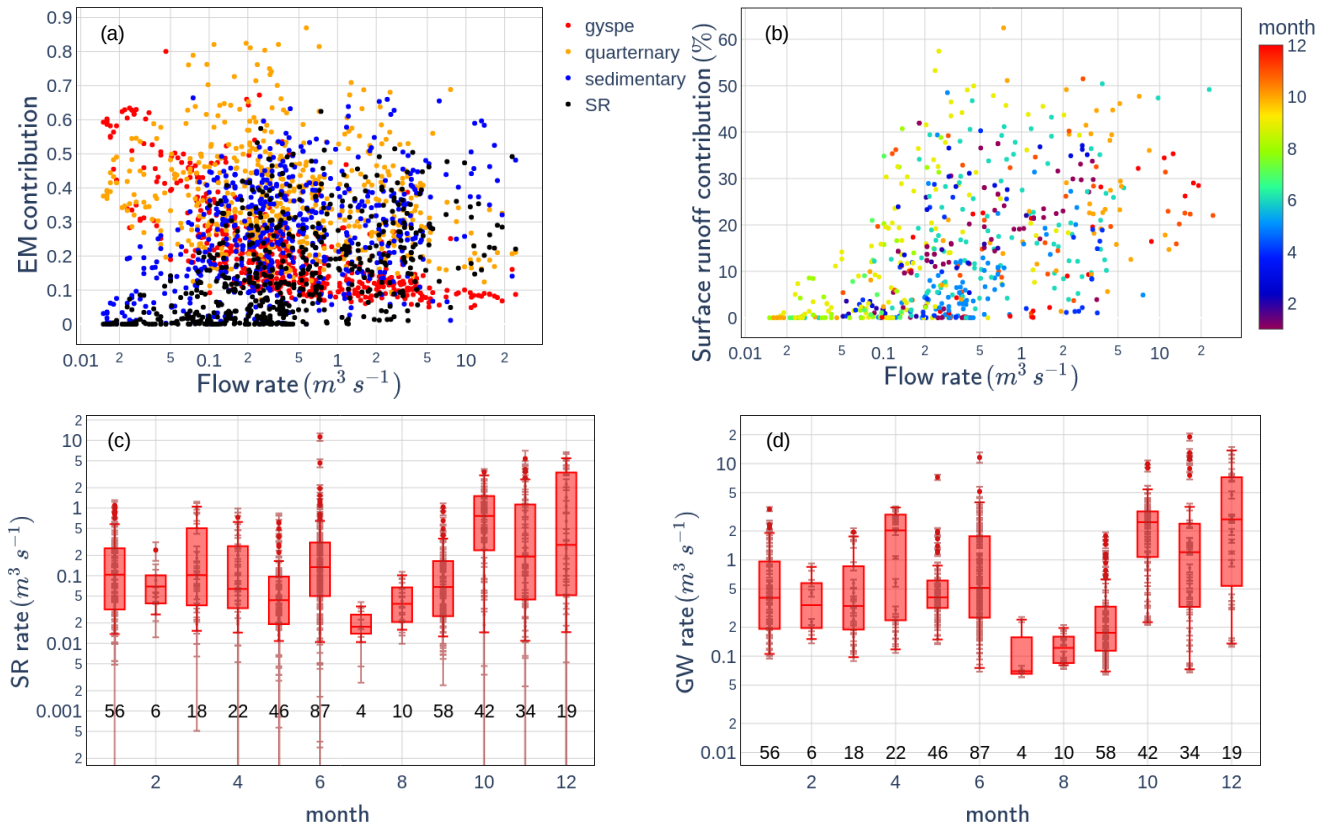 (a)
EM contribution
0.9
0.8
0.7
0.6
0.5
0.4
0.3
0.2
0.1
0
0.01 2 5 0.1 2 5 1 2 5 10 2
Flow rate (m³ s⁻¹)
gyspe
quarternary
sedimentary
SR
(b)
Surface runoff contribution (%)
60
50
40
30
20
10
0
0.01 2 5 0.1 2 5 1 2 5 10 2
Flow rate (m³ s⁻¹)
month
12
10
8
6
4
2
(c)
SR rate (m³ s⁻¹)
2
10
5
2
1
5
2
0.1
5
2
0.01
5
2
0.001
5
2
56 6 18 22 46 87 4 10 58 42 34 19
2 4 6 8 10 12
month
(d)
GW rate (m³ s⁻¹)
2
10
5
2
1
5
2
0.1
5
2
0.01
56 6 18 22 46 87 4 10 58 42 34 19
2 4 6 8 10 12
month